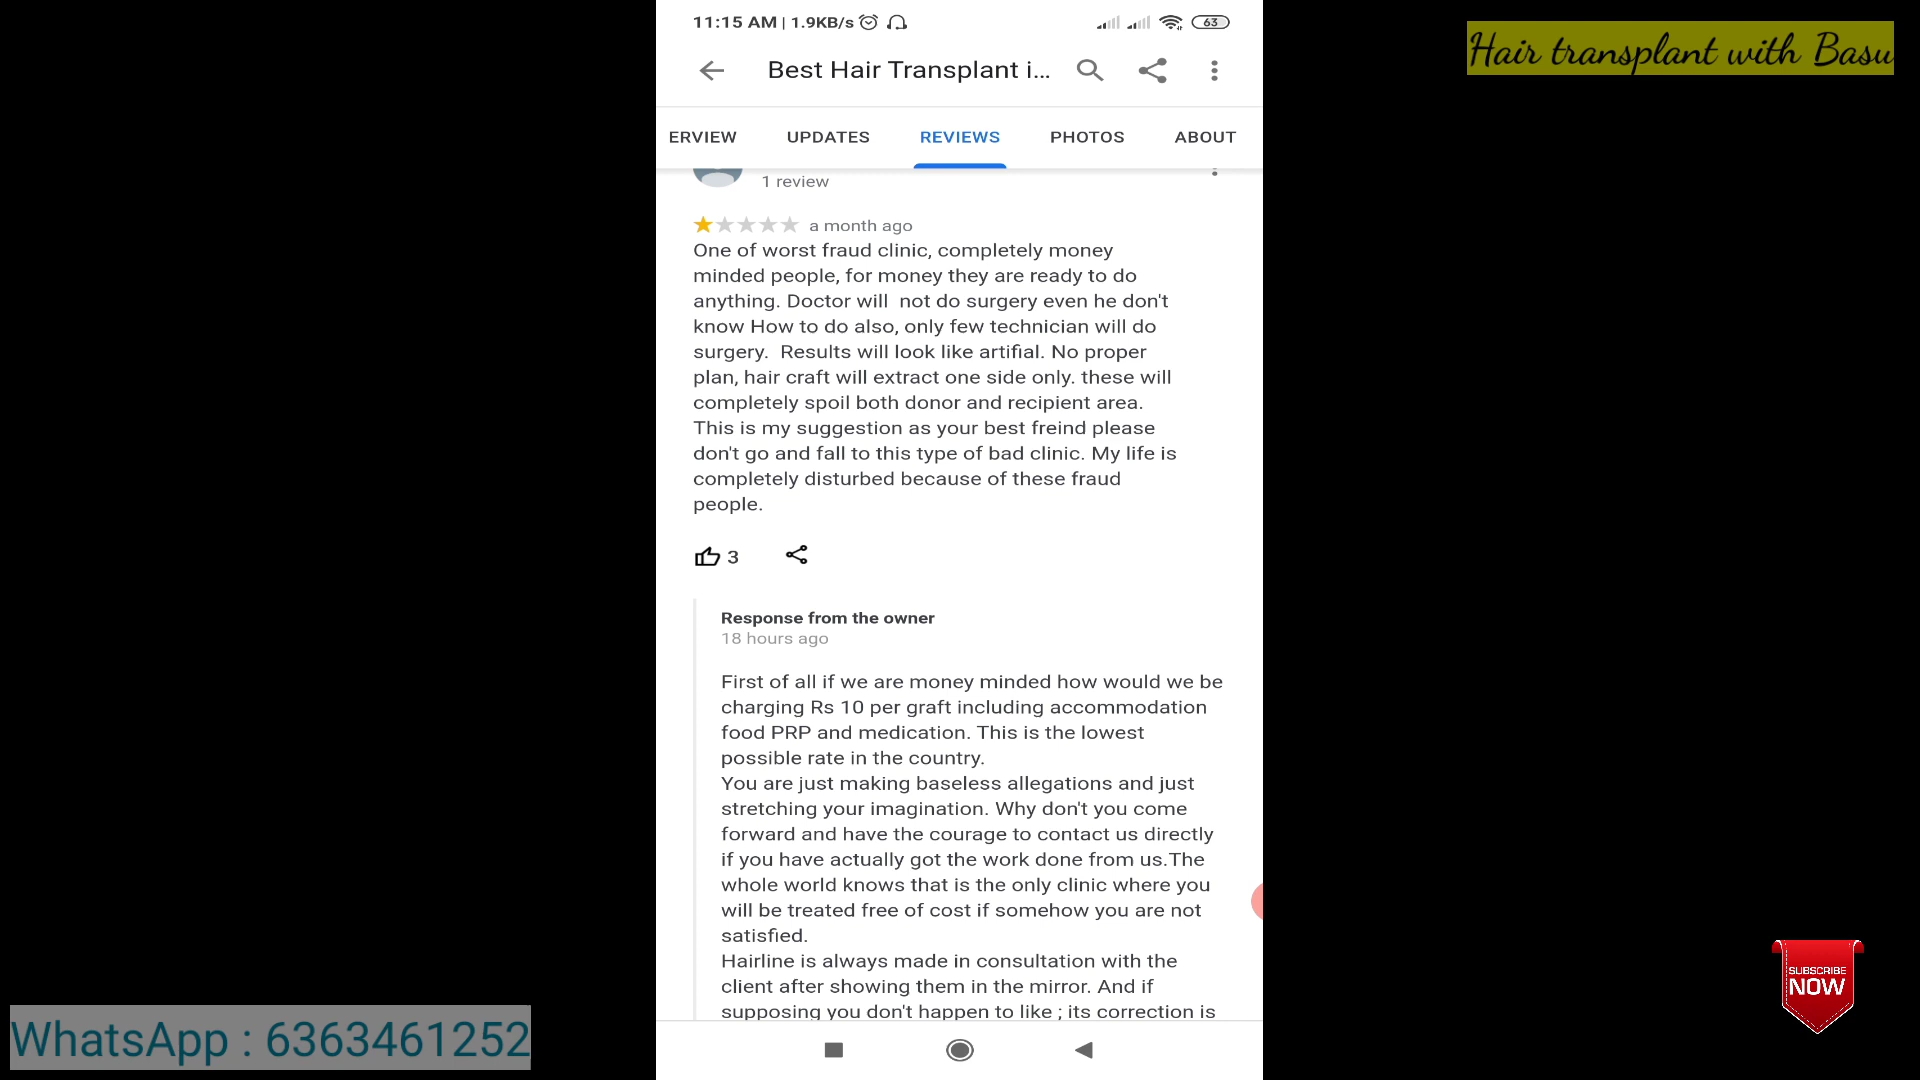 11:15 AM | 1.9KB/s
63
Best Hair Transplant i...
ERVIEW UPDATES REVIEWS PHOTOS ABOUT
1 review
a month ago
One of worst fraud clinic, completely money
minded people, for money they are ready to do
anything. Doctor will  not do surgery even he don't
know How to do also, only few technician will do
surgery.  Results will look like artifial. No proper
plan, hair craft will extract one side only. these will
completely spoil both donor and recipient area.
This is my suggestion as your best freind please
don't go and fall to this type of bad clinic. My life is
completely disturbed because of these fraud
people.
3
Response from the owner
18 hours ago
First of all if we are money minded how would we be
charging Rs 10 per graft including accommodation
food PRP and medication. This is the lowest
possible rate in the country.
You are just making baseless allegations and just
stretching your imagination. Why don't you come
forward and have the courage to contact us directly
if you have actually got the work done from us.The
whole world knows that is the only clinic where you
will be treated free of cost if somehow you are not
satisfied.
Hairline is always made in consultation with the
client after showing them in the mirror. And if
supposing you don't happen to like ; its correction is
Hair transplant with Basu
WhatsApp : 6363461252
SUBSCRIBE
NOW